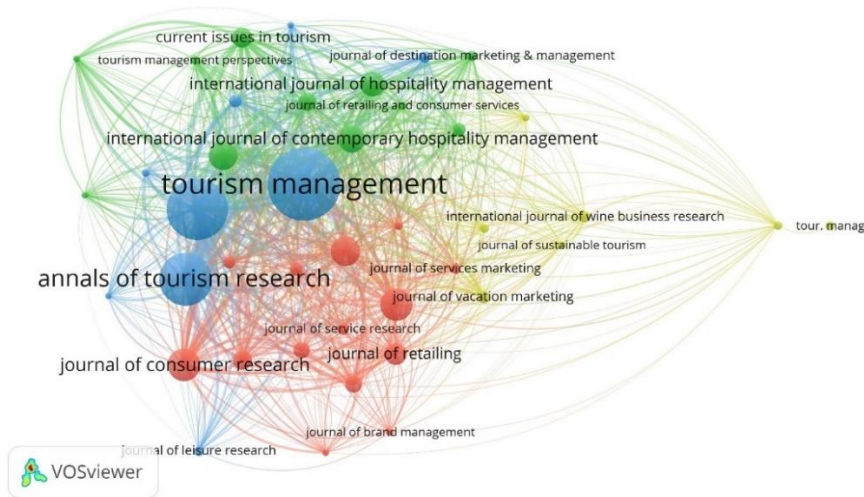 current issues in tourism
journal of destination marketing & management
tourism management perspectives
international journal of hospitality management
journal of retailing and consumer services
international journal of contemporary hospitality management
tourism management
international journal of wine business research
tour. manag
journal of sustainable tourism
annals of tourism research
journal of services marketing
journal of vacation marketing
journal of service research
journal of retailing
journal of consumer research
journal of brand management
journal of leisure research
VOSviewer